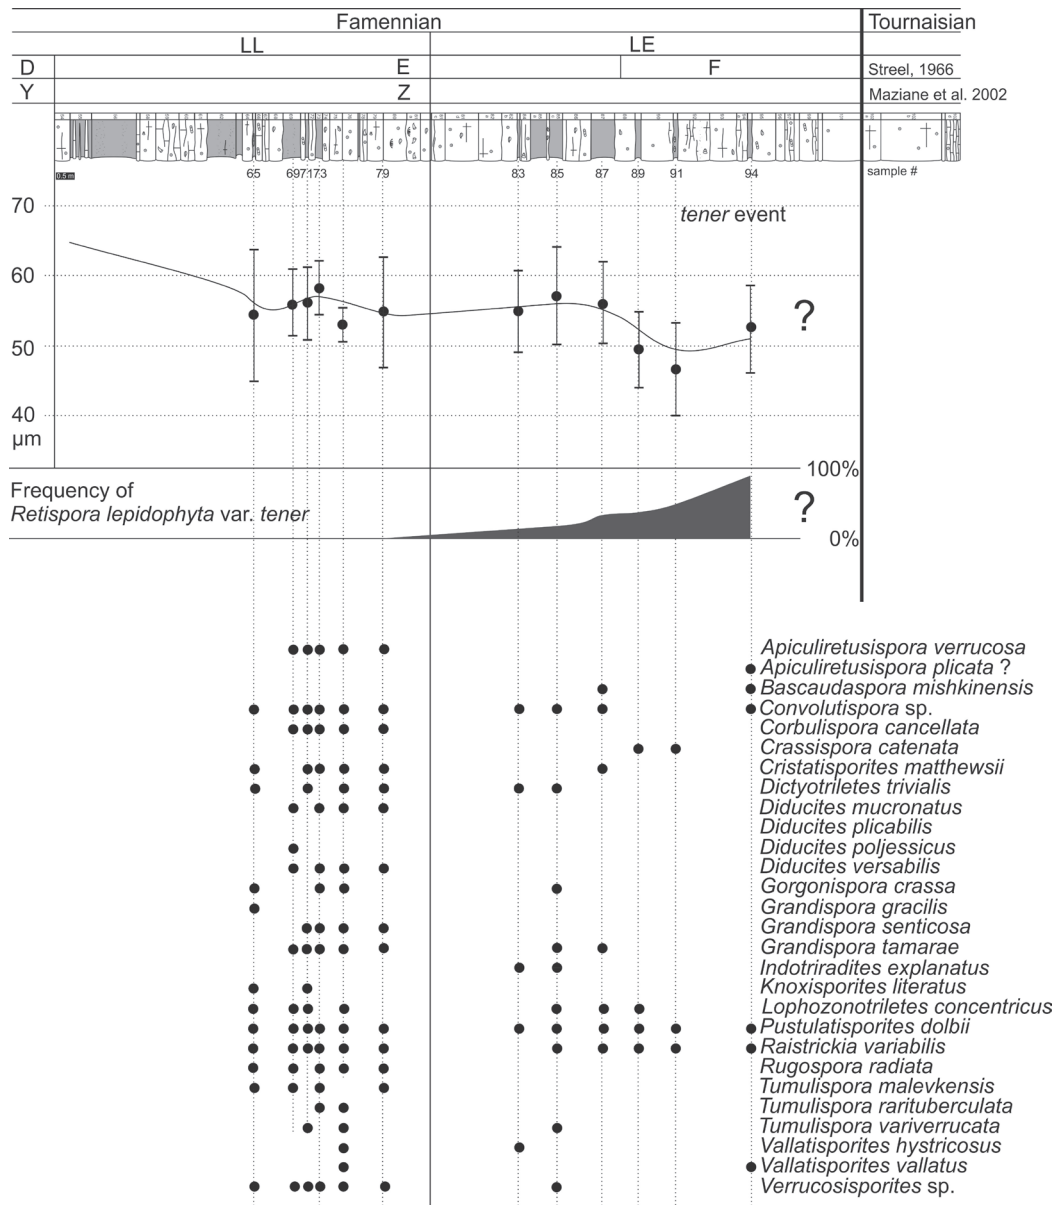 Famennian Tournaisian
LL LE
D E F Streel, 1966
Y Z Maziane et al. 2002
0.5 m 65 697173 79 83 85 87 89 91 94 sample #
70
tener event
60
?
50
40
µm
100%
Frequency of
Retispora lepidophyta var. tener
?
0%
Apiculiretusispora verrucosa
Apiculiretusispora plicata ?
Bascaudaspora mishkinensis
Convolutispora sp.
Corbulispora cancellata
Crassispora catenata
Cristatisporites matthewsii
Dictyotriletes trivialis
Diducites mucronatus
Diducites plicabilis
Diducites poljessicus
Diducites versabilis
Gorgonispora crassa
Grandispora gracilis
Grandispora senticosa
Grandispora tamarae
Indotriradites explanatus
Knoxisporites literatus
Lophozonotriletes concentricus
Pustulatisporites dolbii
Raistrickia variabilis
Rugospora radiata
Tumulispora malevkensis
Tumulispora rarituberculata
Tumulispora variverrucata
Vallatisporites hystricosus
Vallatisporites vallatus
Verrucosisporites sp.